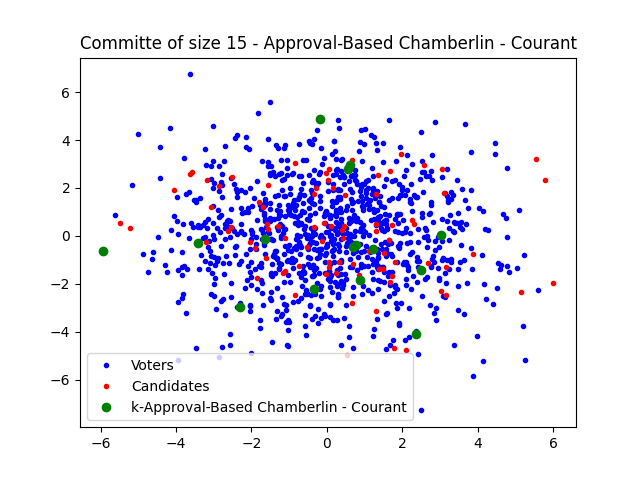 Committe of size 15 - Approval-Based Chamberlin - Courant
6
4
2
0
−2
−4
−6
Voters
Candidates
k-Approval-Based Chamberlin - Courant
−6 −4 −2 0 2 4 6